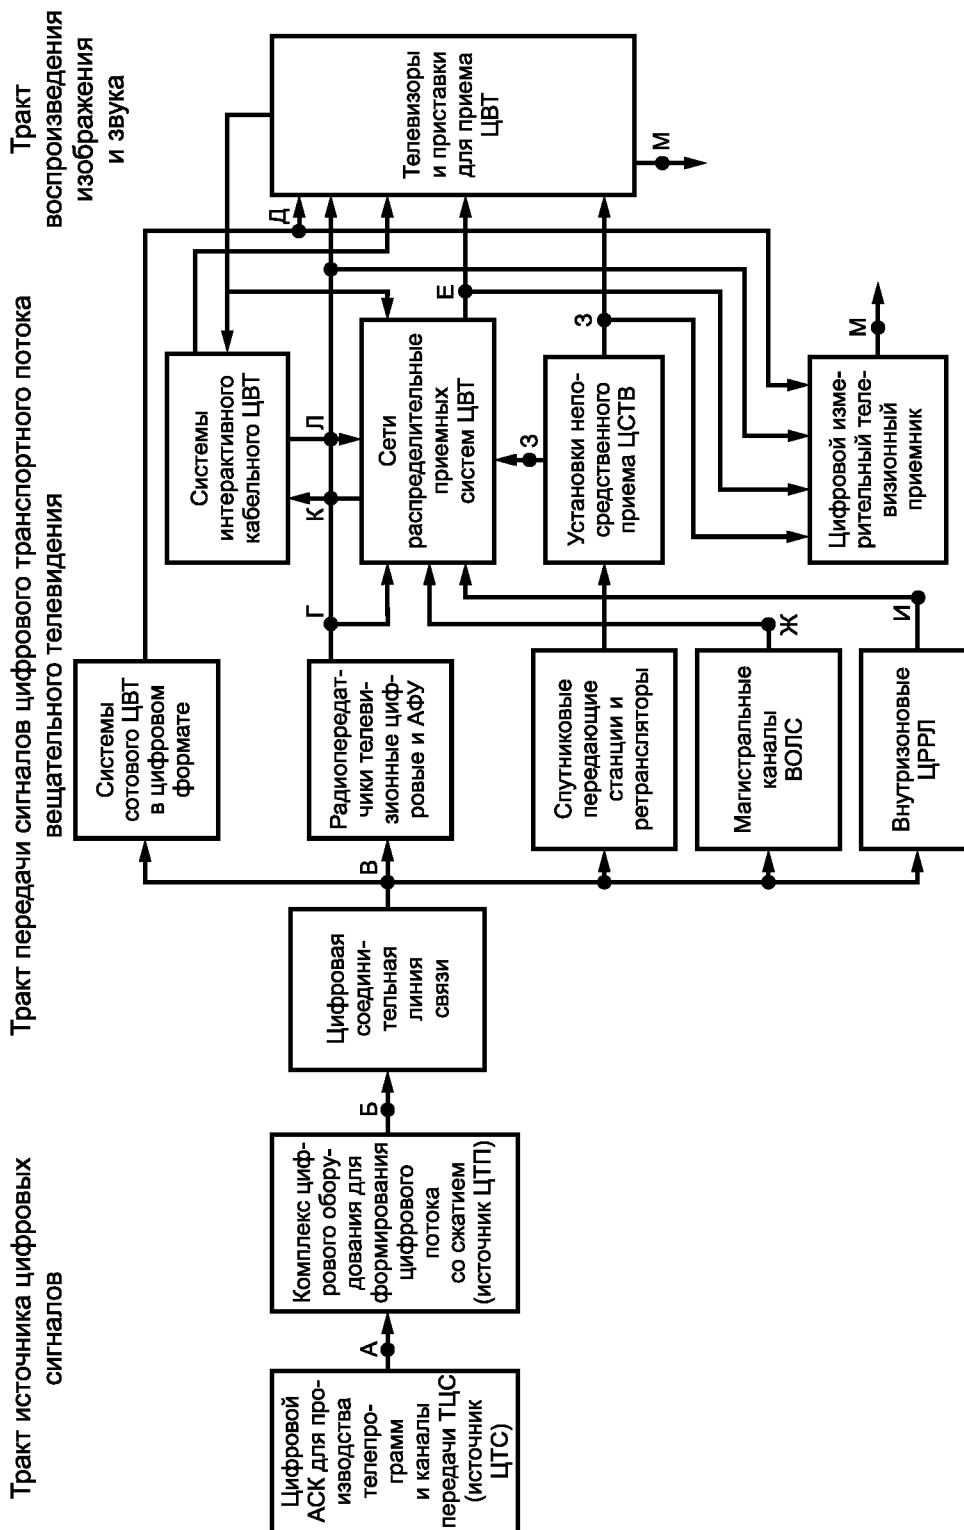 Тракт источника цифровых
сигналов
Тракт передачи сигналов цифрового транспортного потока
вещательного телевидения
Тракт
воспроизведения
изображения
и звука
Цифровой
АСК для про-
изводства
телепро-
грамм
и каналы
передачи ТЦС
(источник
ЦТС)
А
Комплекс циф-
рового обору-
дования для
формирования
цифрового
потока
со сжатием
(источник ЦТП)
Б
Цифровая
соедини-
тельная
линия
связи
В
Системы
сотового ЦВТ
в цифровом
формате
Радиопередат-
чики телеви-
зионные циф-
ровые и АФУ
Спутниковые
передающие
станции и
ретрансляторы
Магистральные
каналы
ВОЛС
Внутризоновые
ЦРРЛ
Г
Ж
И
Системы
интерактивного
кабельного ЦВТ
К
Л
Сети
распределительные
приемных
систем ЦВТ
З
Установки непо-
средственного
приема ЦСТВ
Цифровой изме-
рительный теле-
визионный
приемник
Д
Е
З
М
Телевизоры
и приставки
для приема
ЦВТ
М